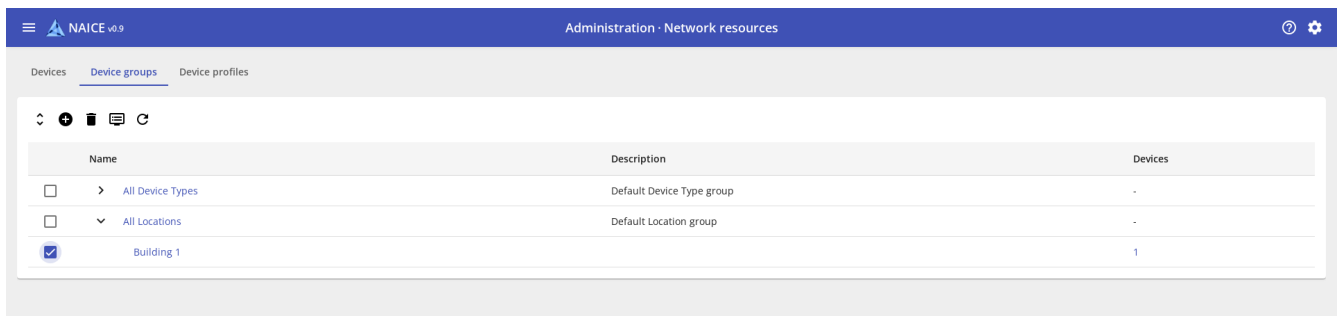 NAICE v0.9 Administration · Network resources
Devices Device groups Device profiles
Name Description Devices
All Device Types Default Device Type group -
All Locations Default Location group -
Building 1 1